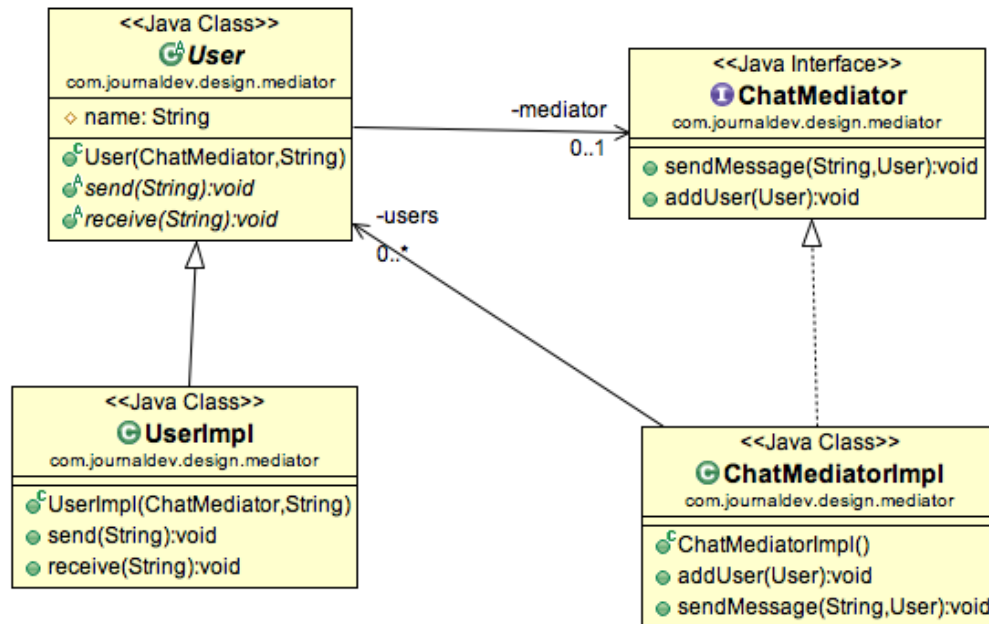 <<Java Class>>
User
com.journaldev.design.mediator
name: String
User(ChatMediator,String)
send(String):void
receive(String):void
-mediator
0..1
<<Java Interface>>
ChatMediator
com.journaldev.design.mediator
sendMessage(String,User):void
addUser(User):void
-users
0..*
<<Java Class>>
UserImpl
com.journaldev.design.mediator
UserImpl(ChatMediator,String)
send(String):void
receive(String):void
<<Java Class>>
ChatMediatorImpl
com.journaldev.design.mediator
ChatMediatorImpl()
addUser(User):void
sendMessage(String,User):void